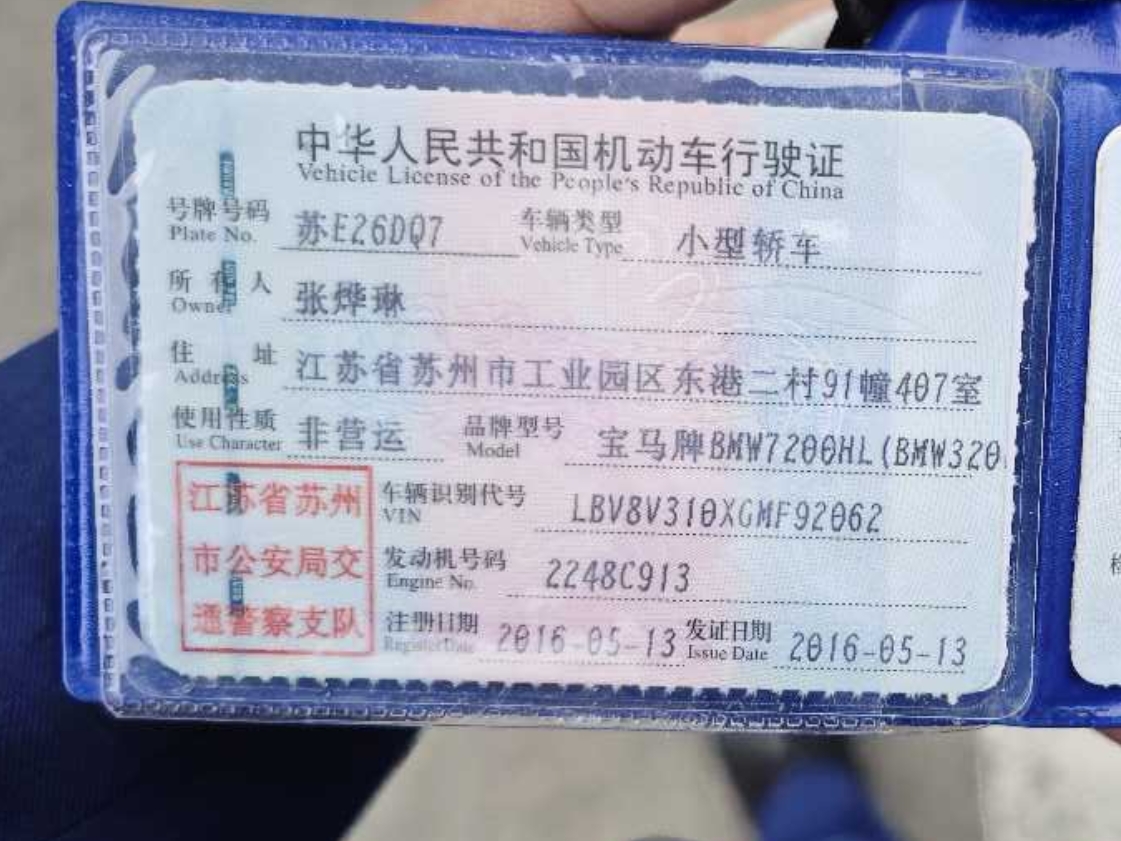 中华人民共和国机动车行驶证
Vehicle License of the People's Republic of China
号牌号码 苏E26DQ7 车辆类型 小型轿车
Plate No. Vehicle Type
所有人 张烨琳
Owner
住址 江苏省苏州市工业园区东港二村91幢407室
Address
使用性质 非营运 品牌型号 宝马牌BMW7200HL(BMW320
Use Character Model
江苏省苏州 车辆识别代号 LBV8V310XGMF92062
VIN
市公安局交 发动机号码 2248C913
Engine No.
通警察支队 注册日期 2016-05-13 发证日期 2016-05-13
Register Date Issue Date